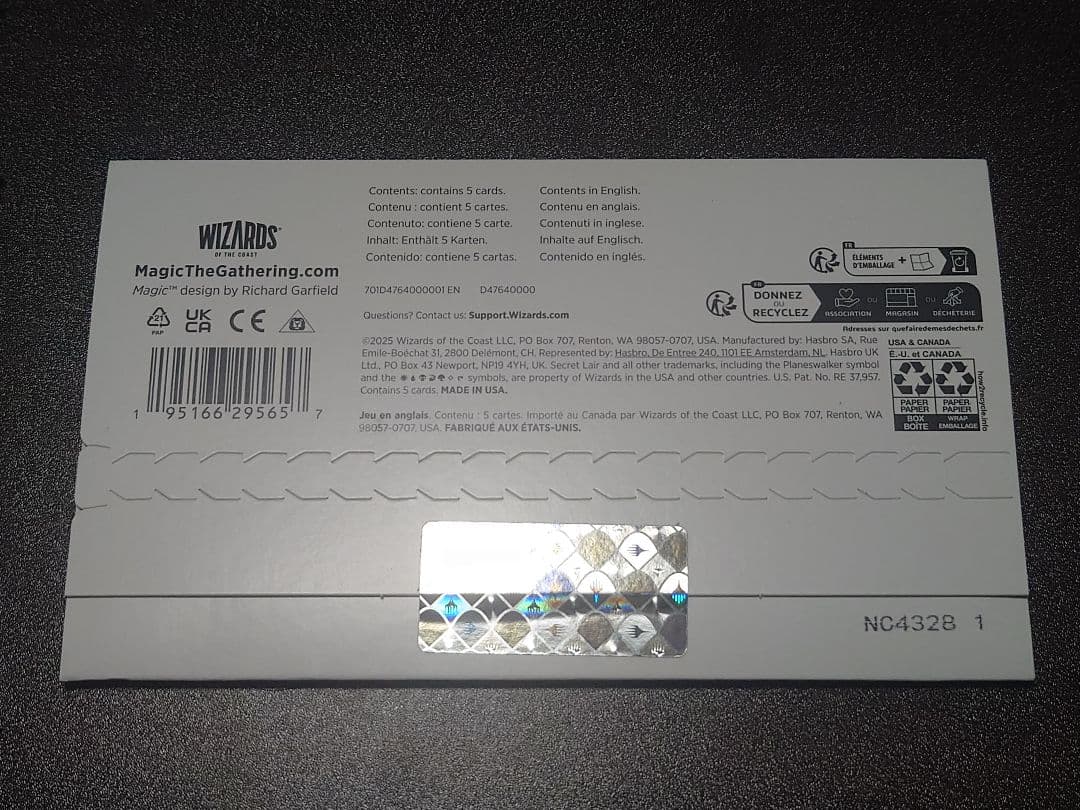 WIZARDS
OF THE COAST
MagicTheGathering.com
Magic™ design by Richard Garfield
21
PAP
UK
CA
CE
1 95166 29565 7
Contents: contains 5 cards.
Contenu : contient 5 cartes.
Contenuto: contiene 5 carte.
Inhalt: Enthält 5 Karten.
Contenido: contiene 5 cartas.
Contents in English.
Contenu en anglais.
Contenuti in inglese.
Inhalte auf Englisch.
Contenido en inglés.
701D4764000001 EN D47640000
Questions? Contact us: Support.Wizards.com
©2025 Wizards of the Coast LLC, PO Box 707, Renton, WA 98057-0707, USA. Manufactured by: Hasbro SA, Rue
Emile-Boéchat 31, 2800 Delémont, CH. Represented by: Hasbro, De Entree 240, 1101 EE Amsterdam, NL. Hasbro UK
Ltd., PO Box 43 Newport, NP19 4YH, UK. Secret Lair and all other trademarks, including the Planeswalker symbol
and the symbols, are property of Wizards in the USA and other countries. U.S. Pat. No. RE 37,957.
Contains 5 cards. MADE IN USA.
Jeu en anglais. Contenu : 5 cartes. Importé au Canada par Wizards of the Coast LLC, PO Box 707, Renton, WA
98057-0707, USA. FABRIQUÉ AUX ÉTATS-UNIS.
FR
ÉLÉMENTS
D'EMBALLAGE +
FR
DONNEZ
OU
RECYCLEZ
ASSOCIATION
OU
MAGASIN
OU
DÉCHÈTERIE
Adresses sur quefairedemesdechets.fr
USA & CANADA
É.-U. et CANADA
PAPER
PAPIER
BOX
BOÎTE
PAPER
PAPIER
WRAP
EMBALLAGE
how2recycle.info
NC4328 1